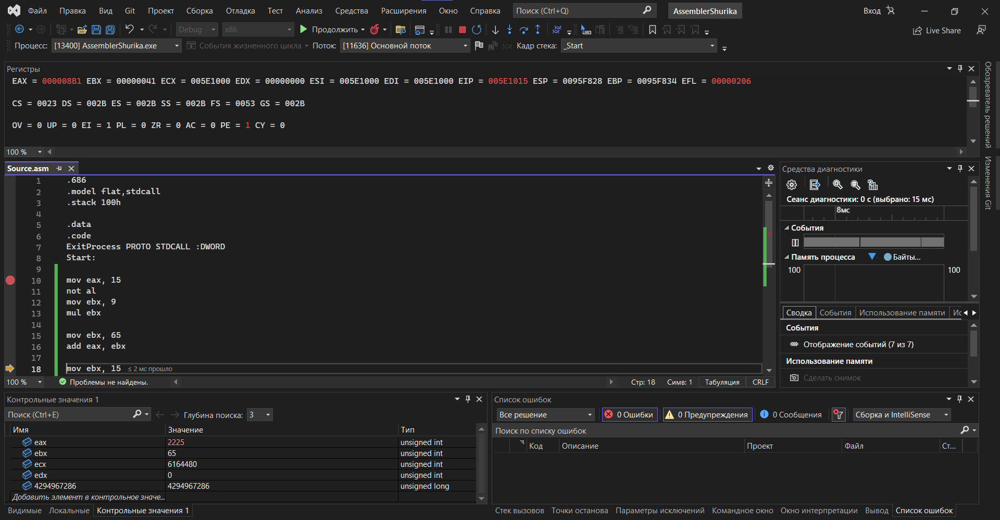 Файл Правка Вид Git Проект Сборка Отладка Тест Анализ Средства Расширения Окно Справка Поиск (Ctrl+Q) AssemblerShurika Вход
Debug x86 Продолжить Live Share
Процесс: [13400] AssemblerShurika.exe События жизненного цикла Поток: [11636] Основной поток Кадр стека: _Start
Регистры
EAX = 000008B1 EBX = 00000041 ECX = 005E1000 EDX = 00000000 ESI = 005E1000 EDI = 005E1000 EIP = 005E1015 ESP = 0095F828 EBP = 0095F834 EFL = 00000206
CS = 0023 DS = 002B ES = 002B SS = 002B FS = 0053 GS = 002B
OV = 0 UP = 0 EI = 1 PL = 0 ZR = 0 AC = 0 PE = 1 CY = 0
100 %
Обозреватель решений
Изменения Git
Source.asm
1 .686
2 .model flat,stdcall
3 .stack 100h
4
5 .data
6 .code
7 ExitProcess PROTO STDCALL :DWORD
8 Start:
9
10 mov eax, 15
11 not al
12 mov ebx, 9
13 mul ebx
14
15 mov ebx, 65
16 add eax, ebx
17
18 mov ebx, 15 ≤ 2 мс прошло
100 % Проблемы не найдены. Стр: 18 Симв: 1 Табуляция CRLF
Средства диагностики
Сеанс диагностики: 0 с (выбрано: 15 мс)
8мс
События
Память процесса Байты...
100 100
Сводка События Использование памяти Ис
События
Отображение событий (7 из 7)
Использование памяти
Сделать снимок
Контрольные значения 1
Поиск (Ctrl+E) Глубина поиска: 3
Имя Значение Тип
eax 2225 unsigned int
ebx 65 unsigned int
ecx 6164480 unsigned int
edx 0 unsigned int
4294967286 4294967286 unsigned long
Добавить элемент в контрольное значе...
Видимые Локальные Контрольные значения 1
Список ошибок
Все решение 0 Ошибки 0 Предупреждения 0 Сообщения Сборка и IntelliSense
Поиск по списку ошибок
Код Описание Проект Файл Ст...
Стек вызовов Точки останова Параметры исключений Командное окно Окно интерпретации Вывод Список ошибок